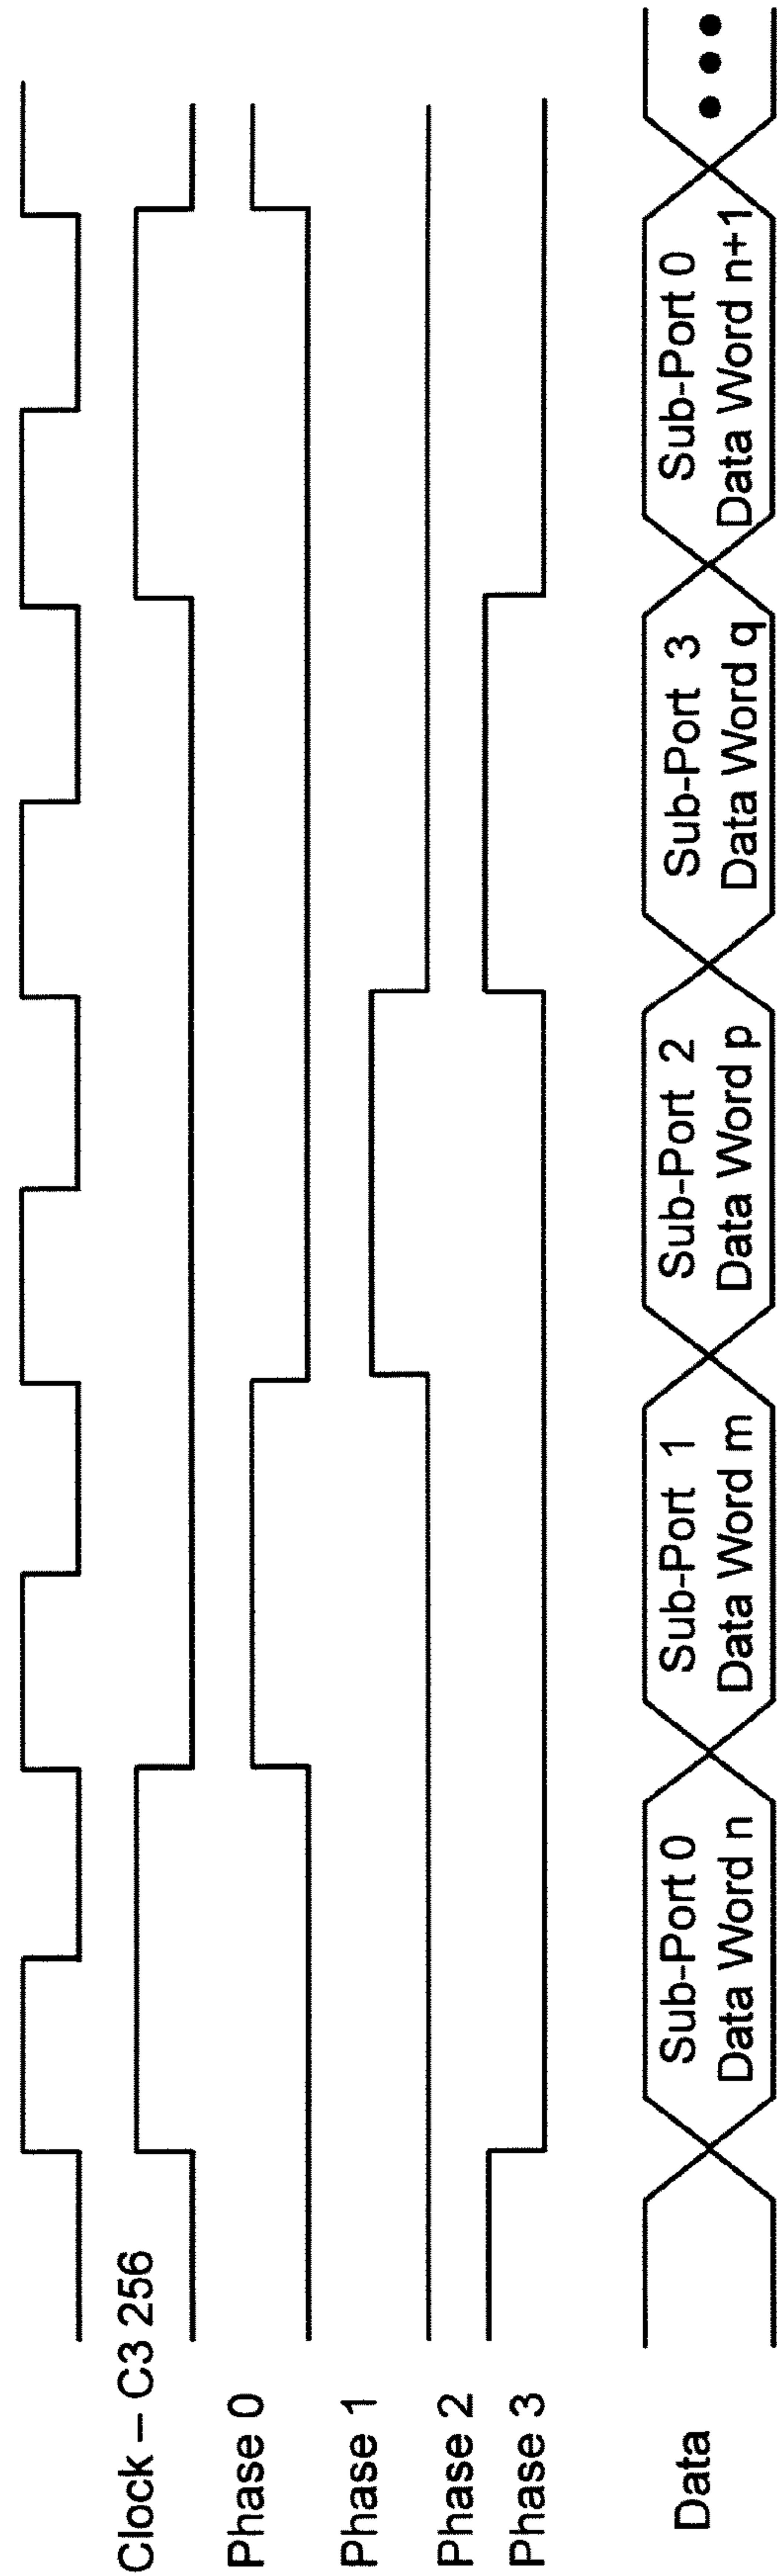 Clock – C3 256
Phase 0
Phase 1
Phase 2
Phase 3
Data
Sub-Port 0
Data Word n
Sub-Port 1
Data Word m
Sub-Port 2
Data Word p
Sub-Port 3
Data Word q
Sub-Port 0
Data Word n+1